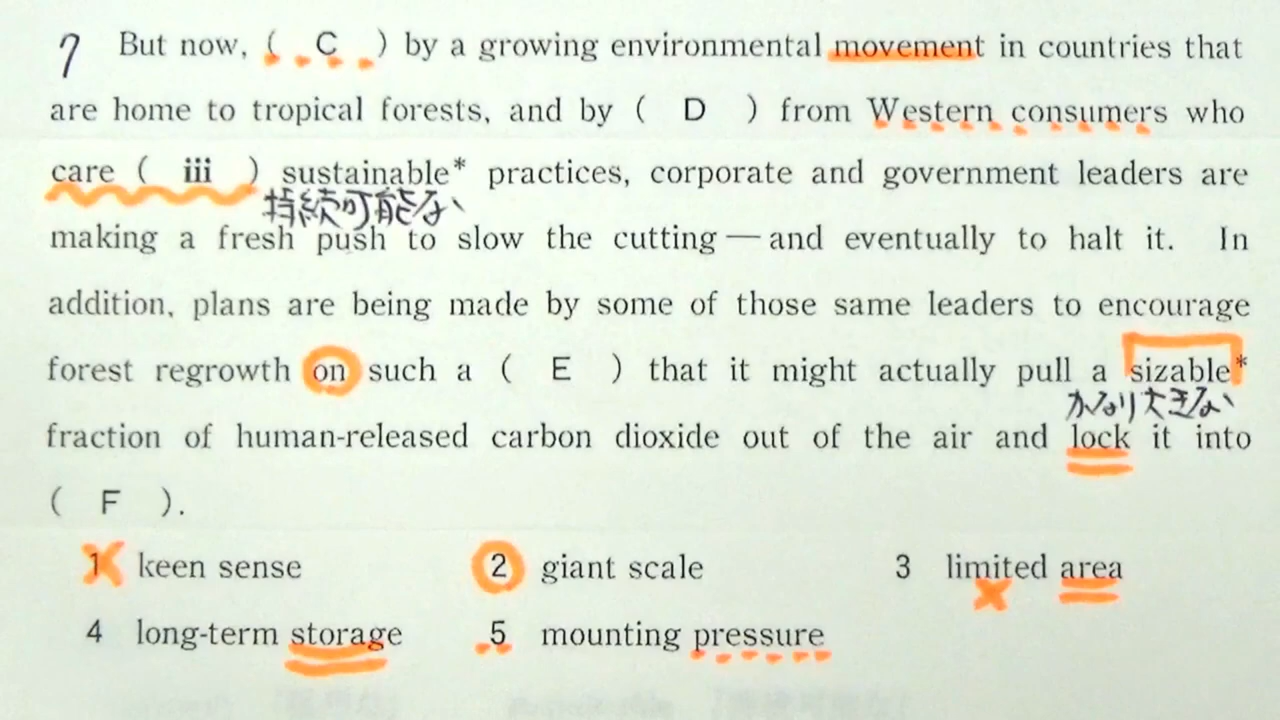 7 But now, ( C ) by a growing environmental movement in countries that
are home to tropical forests, and by ( D ) from Western consumers who
care ( iii ) sustainable* practices, corporate and government leaders are
持続可能な
making a fresh push to slow the cutting — and eventually to halt it. In
addition, plans are being made by some of those same leaders to encourage
forest regrowth on such a ( E ) that it might actually pull a sizable*
かなり大きな
fraction of human-released carbon dioxide out of the air and lock it into
( F ).
1 keen sense 2 giant scale 3 limited area
4 long-term storage 5 mounting pressure